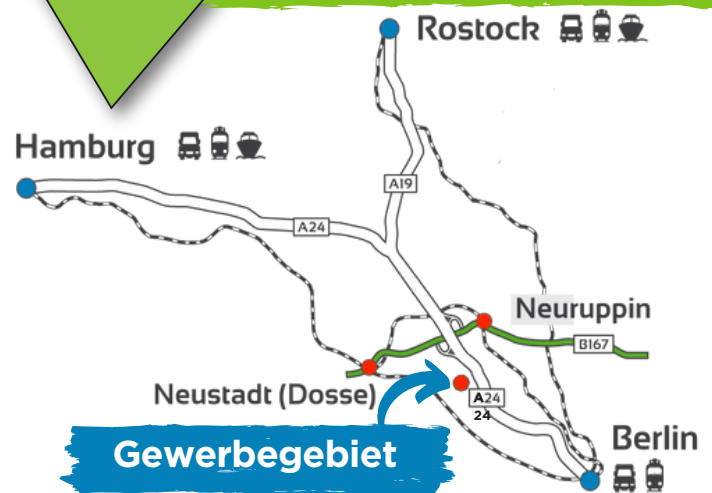 Rostock
Hamburg
A19
A24
Neuruppin
B167
Neustadt (Dosse)
A24
24
Gewerbegebiet
Berlin